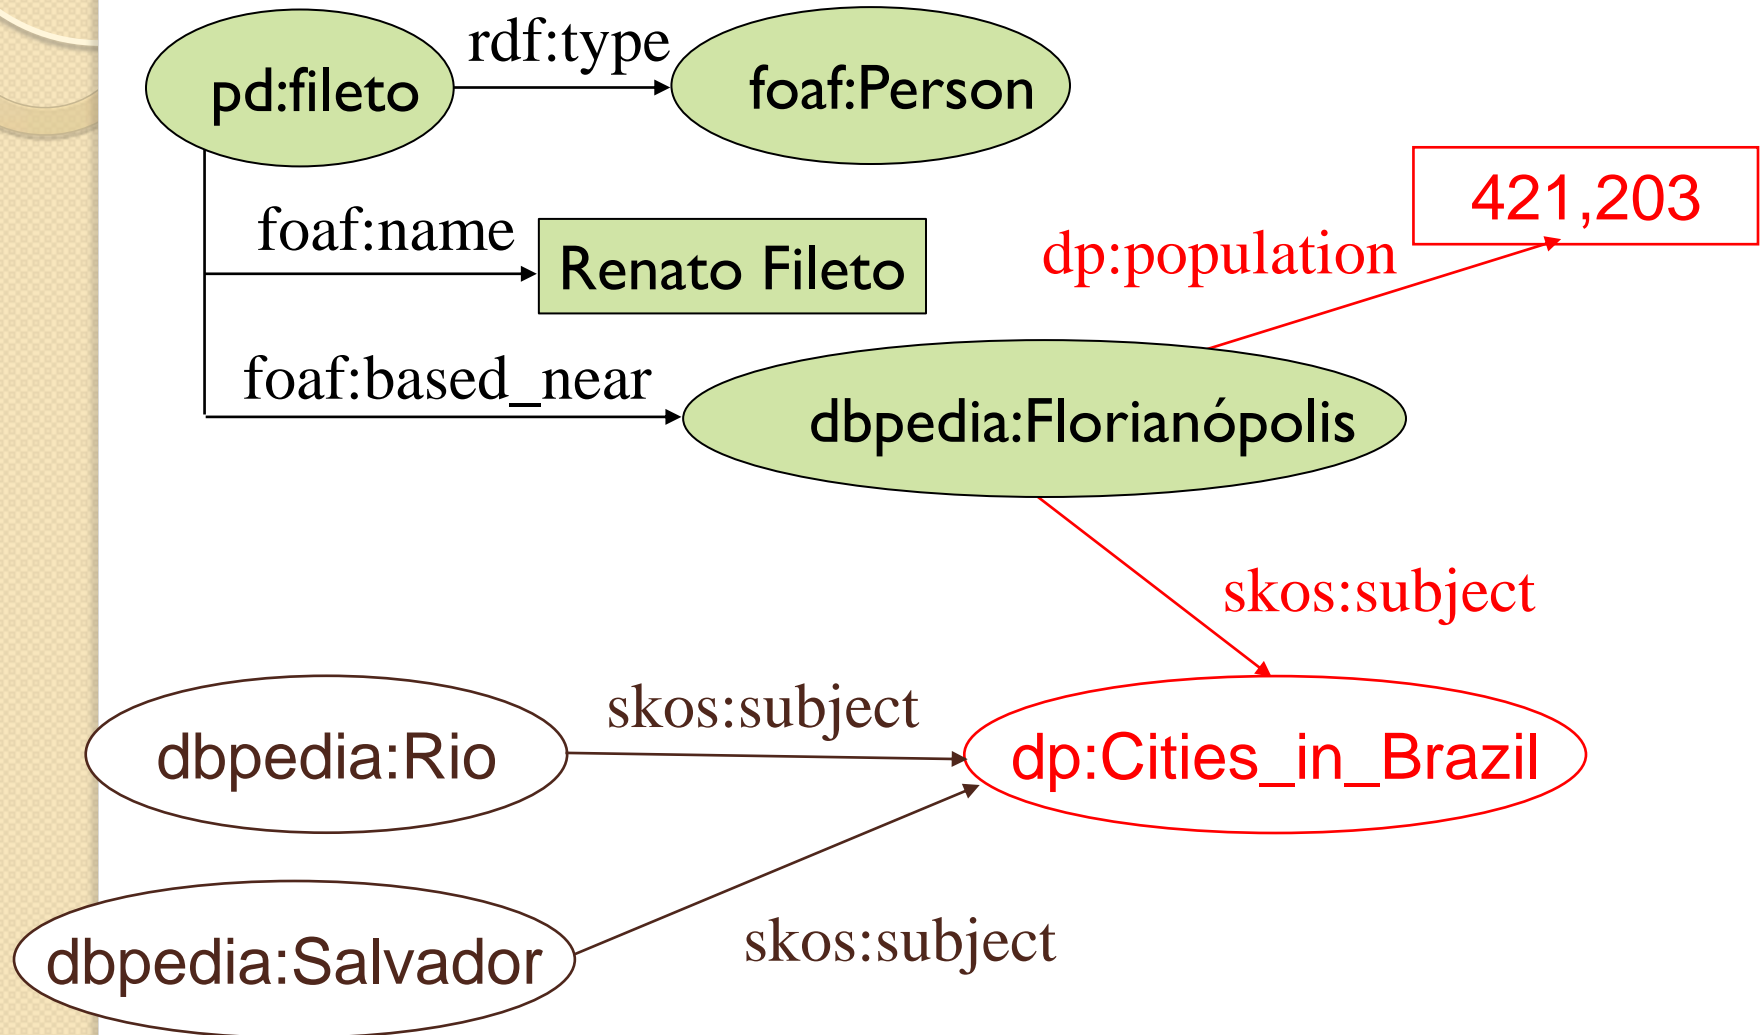 rdf:type
pd:fileto
foaf:Person
421,203
foaf:name
Renato Fileto
dp:population
foaf:based_near
dbpedia:Florianópolis
skos:subject
skos:subject
dbpedia:Rio
dp:Cities_in_Brazil
skos:subject
dbpedia:Salvador